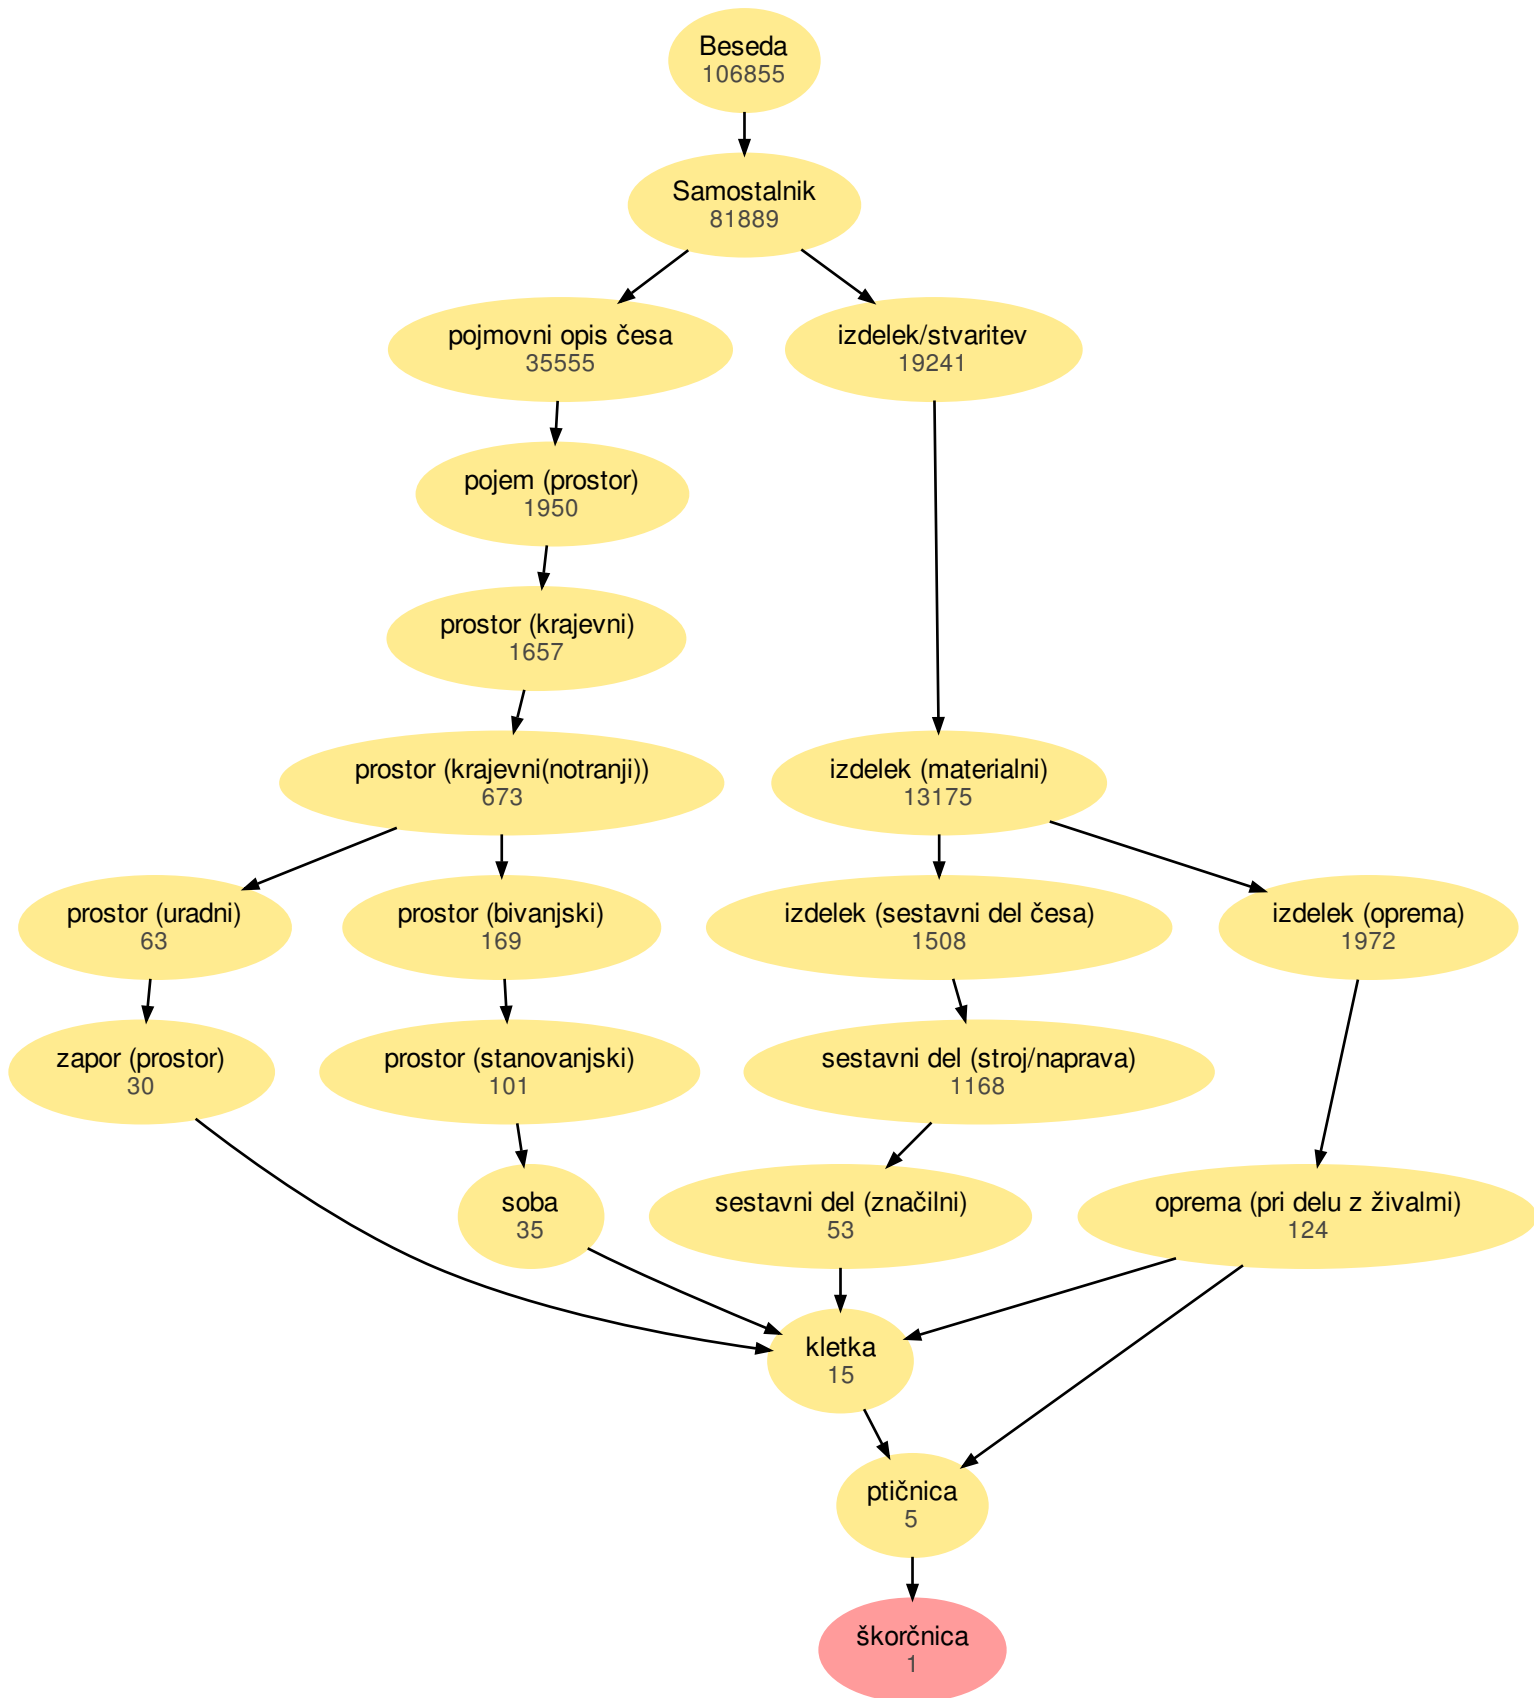 Beseda
106855
Samostalnik
81889
pojmovni opis česa
35555
izdelek/stvaritev
19241
pojem (prostor)
1950
prostor (krajevni)
1657
prostor (krajevni(notranji))
673
izdelek (materialni)
13175
prostor (uradni)
63
prostor (bivanjski)
169
izdelek (sestavni del česa)
1508
izdelek (oprema)
1972
zapor (prostor)
30
prostor (stanovanjski)
101
sestavni del (stroj/naprava)
1168
soba
35
sestavni del (značilni)
53
oprema (pri delu z živalmi)
124
kletka
15
ptičnica
5
škorčnica
1